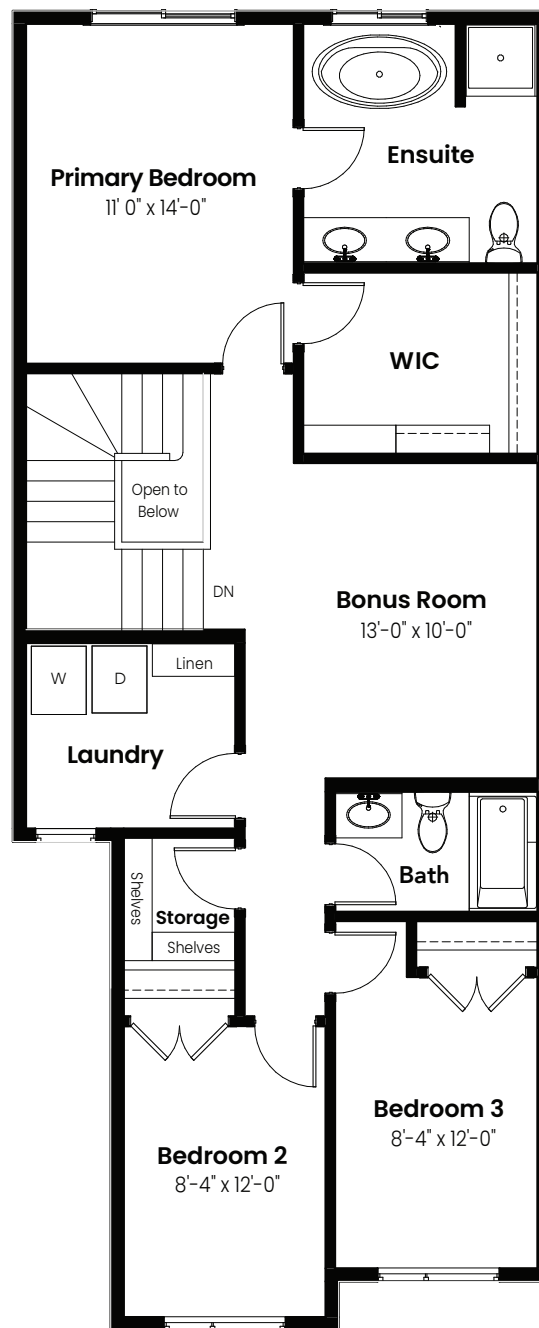 Primary Bedroom
11' 0" x 14'-0"
Ensuite
WIC
Open to
Below
DN
Bonus Room
13'-0" x 10'-0"
W
D
Linen
Laundry
Bath
Shelves
Storage
Shelves
Bedroom 3
8'-4" x 12'-0"
Bedroom 2
8'-4" x 12'-0"